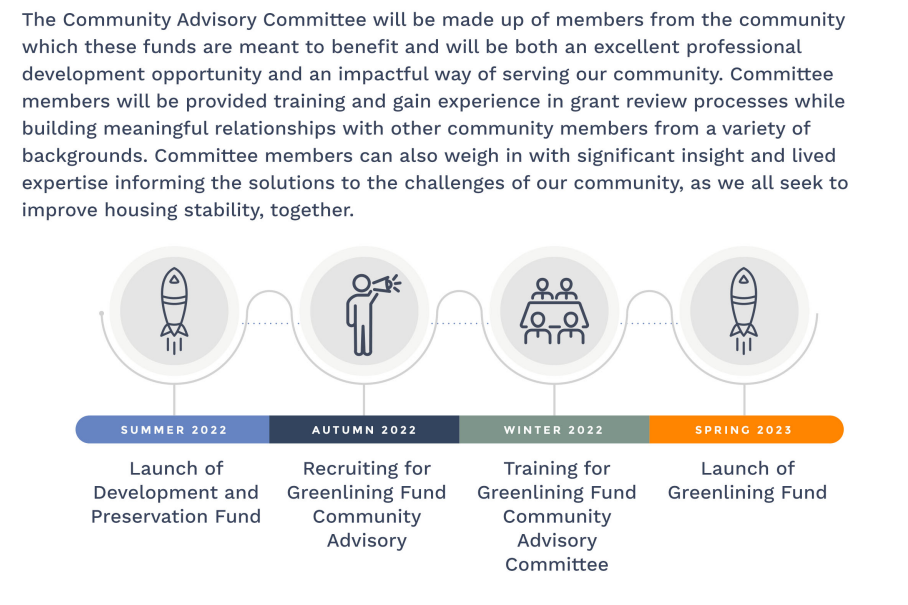 The Community Advisory Committee will be made up of members from the community
which these funds are meant to benefit and will be both an excellent professional
development opportunity and an impactful way of serving our community. Committee
members will be provided training and gain experience in grant review processes while
building meaningful relationships with other community members from a variety of
backgrounds. Committee members can also weigh in with significant insight and lived
expertise informing the solutions to the challenges of our community, as we all seek to
improve housing stability, together.
SUMMER 2022
AUTUMN 2022
WINTER 2022
SPRING 2023
Launch of
Development and
Preservation Fund
Recruiting for
Greenlining Fund
Community
Advisory
Training for
Greenlining Fund
Community
Advisory
Committee
Launch of
Greenlining Fund